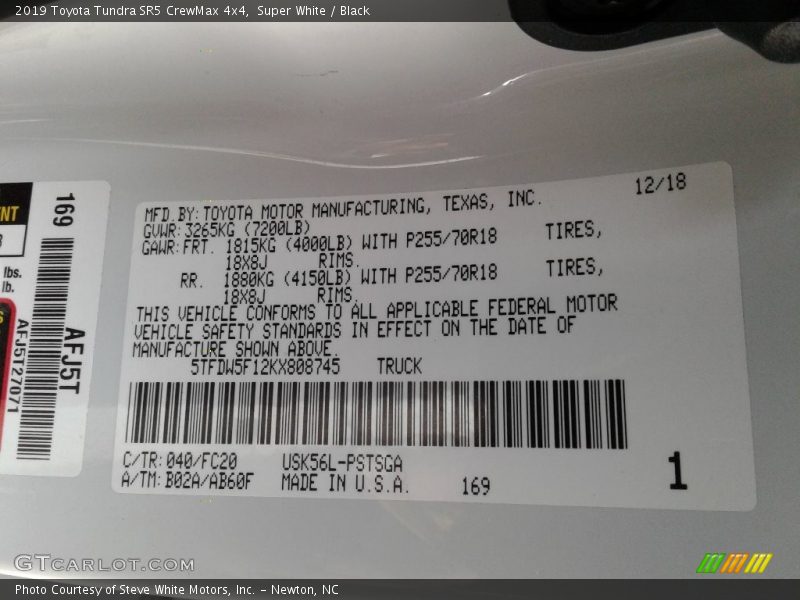 2019 Toyota Tundra SR5 CrewMax 4x4, Super White / Black
12/18
MFD.BY:TOYOTA MOTOR MANUFACTURING, TEXAS, INC.
GVWR:3265KG (7200LB)
GAWR:FRT. 1815KG (4000LB) WITH P255/70R18 TIRES,
18X8J RIMS.
RR. 1880KG (4150LB) WITH P255/70R18 TIRES,
18X8J RIMS.
THIS VEHICLE CONFORMS TO ALL APPLICABLE FEDERAL MOTOR
VEHICLE SAFETY STANDARDS IN EFFECT ON THE DATE OF
MANUFACTURE SHOWN ABOVE.
5TFDW5F12KX808745 TRUCK
C/TR:040/FC20 USK56L-PSTSGA
A/TM:B02A/AB60F MADE IN U.S.A. 169
1
169
AFJ5T
AFJ5T27071
lbs.
lb.
GTCARLOT.COM
Photo Courtesy of Steve White Motors, Inc. – Newton, NC